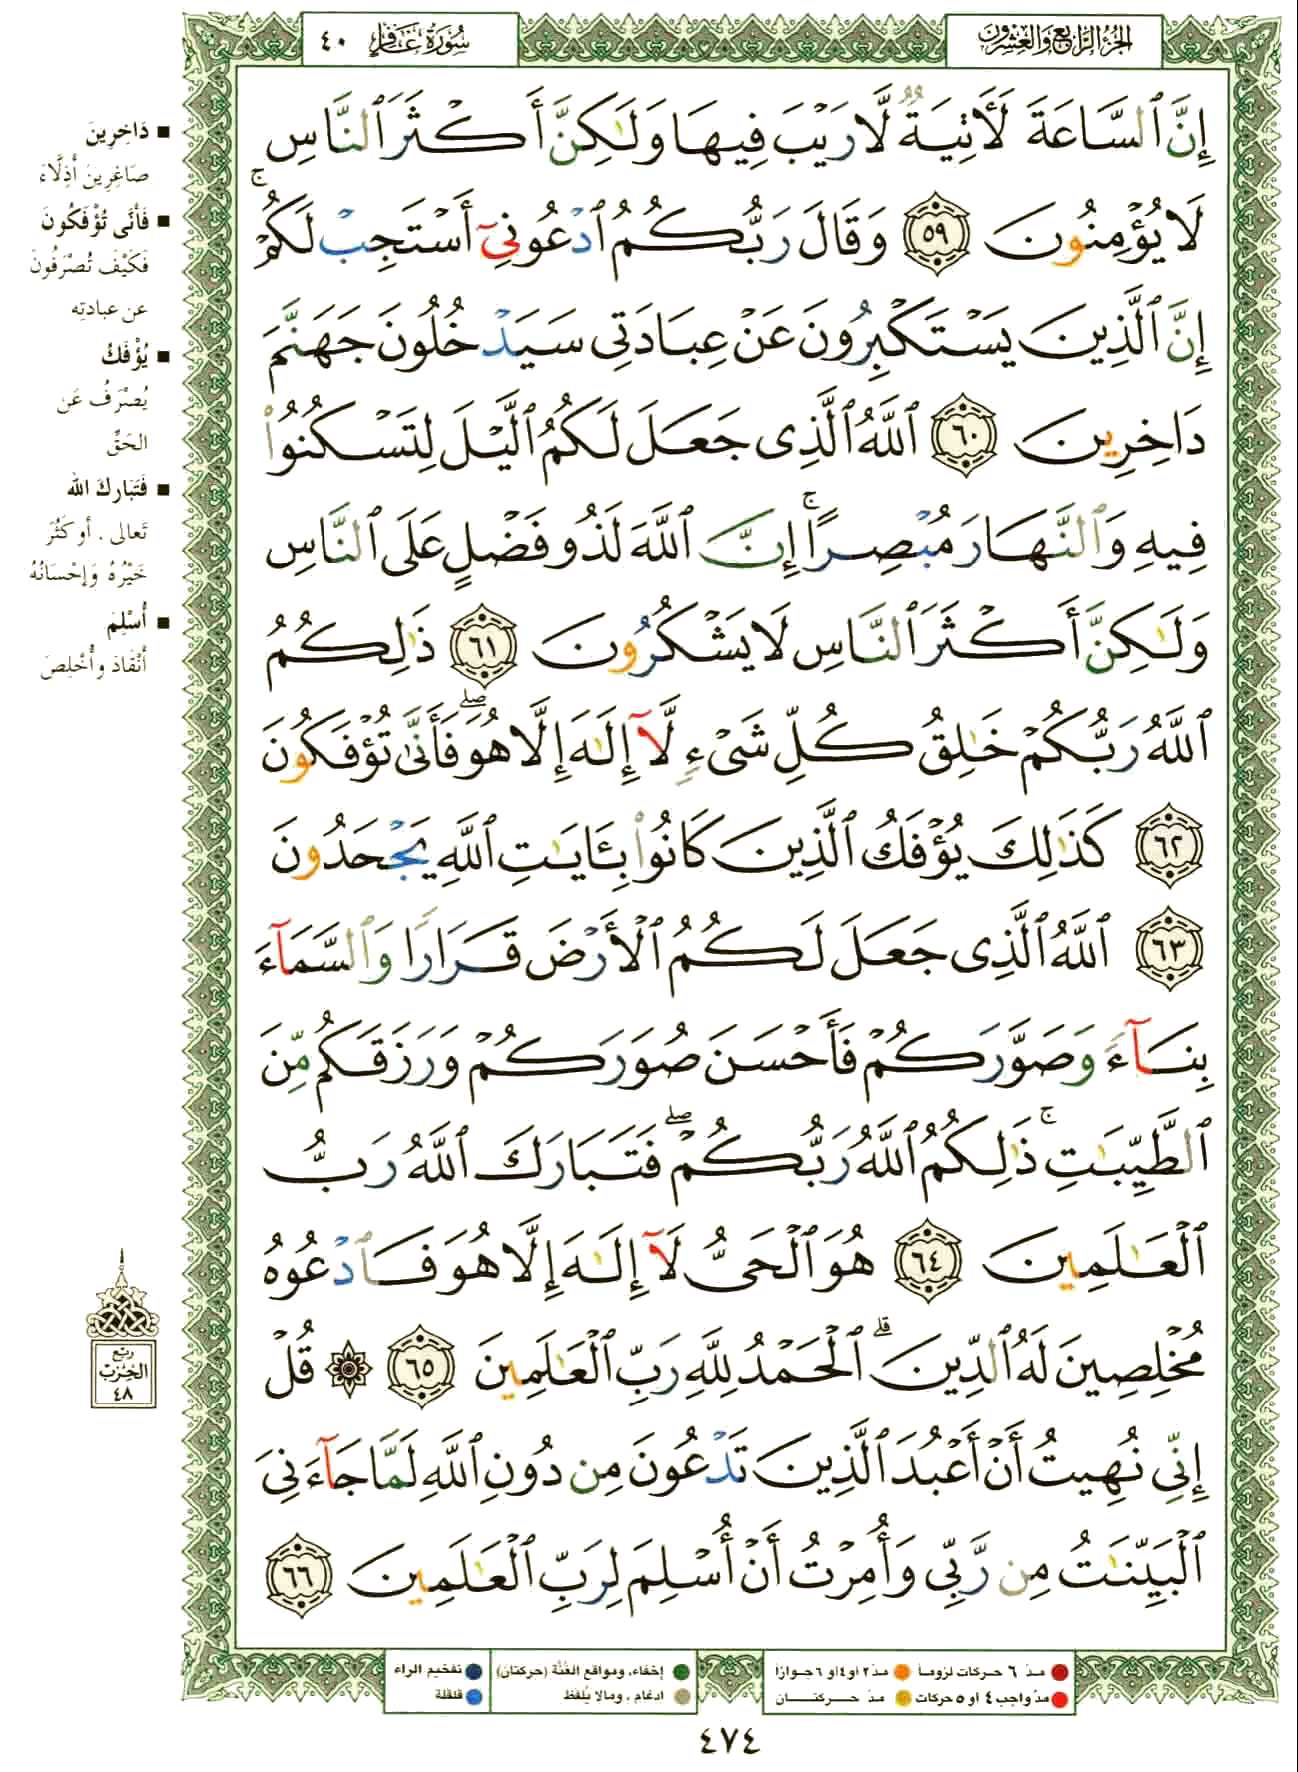 الجزء الرابع والعشرون
سورة غافر ٤٠
إِنَّ ٱلسَّاعَةَ لَـَٔاتِيَةٌ لَّا رَيْبَ فِيهَا وَلَـٰكِنَّ أَكْثَرَ ٱلنَّاسِ
لَا يُؤْمِنُونَ ٥٩ وَقَالَ رَبُّكُمُ ٱدْعُونِىٓ أَسْتَجِبْ لَكُمْ ۚ
إِنَّ ٱلَّذِينَ يَسْتَكْبِرُونَ عَنْ عِبَادَتِى سَيَدْخُلُونَ جَهَنَّمَ
دَاخِرِينَ ٦٠ ٱللَّهُ ٱلَّذِى جَعَلَ لَكُمُ ٱلَّيْلَ لِتَسْكُنُوا۟
فِيهِ وَٱلنَّهَارَ مُبْصِرًا ۚ إِنَّ ٱللَّهَ لَذُو فَضْلٍ عَلَى ٱلنَّاسِ
وَلَـٰكِنَّ أَكْثَرَ ٱلنَّاسِ لَا يَشْكُرُونَ ٦١ ذَٰلِكُمُ
ٱللَّهُ رَبُّكُمْ خَـٰلِقُ كُلِّ شَىْءٍ لَّآ إِلَـٰهَ إِلَّا هُوَ ۖ فَأَنَّىٰ تُؤْفَكُونَ
٦٢ كَذَٰلِكَ يُؤْفَكُ ٱلَّذِينَ كَانُوا۟ بِـَٔايَـٰتِ ٱللَّهِ يَجْحَدُونَ
٦٣ ٱللَّهُ ٱلَّذِى جَعَلَ لَكُمُ ٱلْأَرْضَ قَرَارًا وَٱلسَّمَآءَ
بِنَآءً وَصَوَّرَكُمْ فَأَحْسَنَ صُوَرَكُمْ وَرَزَقَكُم مِّنَ
ٱلطَّيِّبَـٰتِ ۚ ذَٰلِكُمُ ٱللَّهُ رَبُّكُمْ ۖ فَتَبَارَكَ ٱللَّهُ رَبُّ
ٱلْعَـٰلَمِينَ ٦٤ هُوَ ٱلْحَىُّ لَآ إِلَـٰهَ إِلَّا هُوَ فَٱدْعُوهُ
مُخْلِصِينَ لَهُ ٱلدِّينَ ۗ ٱلْحَمْدُ لِلَّهِ رَبِّ ٱلْعَـٰلَمِينَ ٦٥ ۞ قُلْ
إِنِّى نُهِيتُ أَنْ أَعْبُدَ ٱلَّذِينَ تَدْعُونَ مِن دُونِ ٱللَّهِ لَمَّا جَآءَنِىَ
ٱلْبَيِّنَـٰتُ مِن رَّبِّى وَأُمِرْتُ أَنْ أُسْلِمَ لِرَبِّ ٱلْعَـٰلَمِينَ ٦٦
■ دَاخِرِينَ
صَاغِرِينَ أَذِلَّاءَ
■ فَأَنَّى تُؤْفَكُونَ
فَكَيْفَ تُصْرَفُونَ
عن عبادتِه
■ يُؤْفَكُ
يُصْرَفُ عَن
الحَقِّ
■ فَتَبَارَكَ الله
تَعالى . أو كَثُرَ
خَيْرُهُ وَإحْسَانُهُ
■ أُسْلِمَ
أَنْقَادَ وأُخْلِصَ
ربع
الحزب
٤٨
مدّ ٦ حركات لزوماً
مدّ ٢ أو ٤ أو ٦ جوازاً
مدّ واجب ٤ أو ٥ حركات
مدّ حركتان
إخفاء، ومواقع الغُنَّة (حركتان)
ادغام ، ومالا يُلفظ
تفخيم الراء
قلقلة
٤٧٤